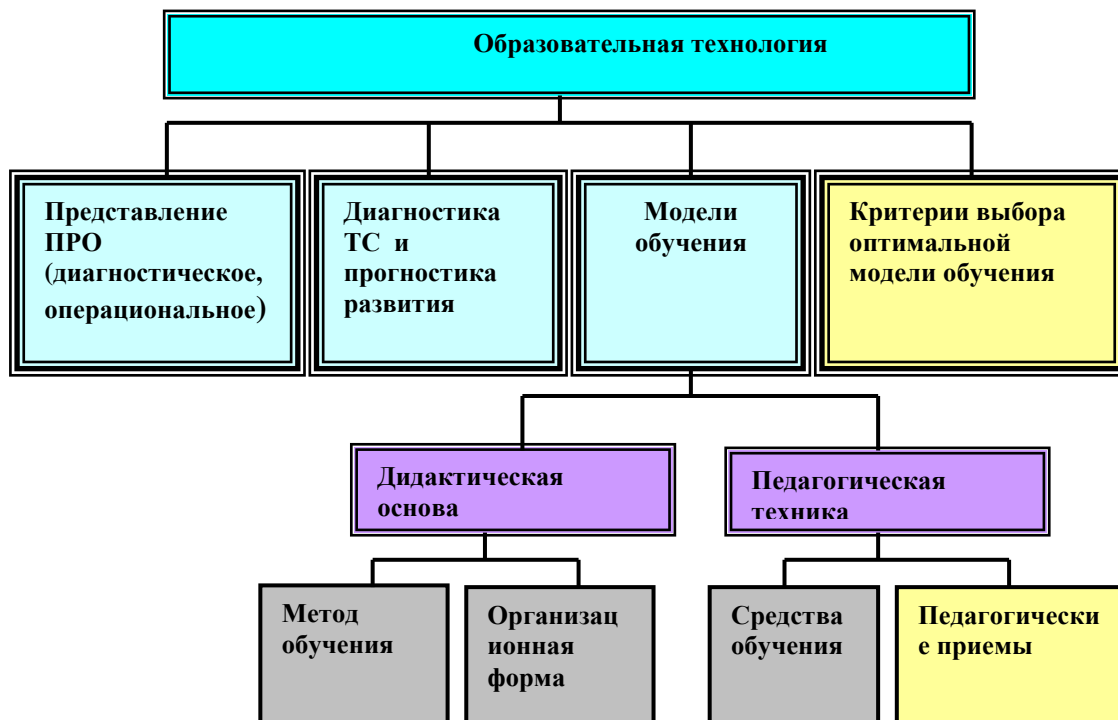 Образовательная технология
Представление
ПРО
(диагностическое,
операциональное)
Диагностика
ТС и
прогностика
развития
Модели
обучения
Критерии выбора
оптимальной
модели обучения
Дидактическая
основа
Педагогическая
техника
Метод
обучения
Организац
ионная
форма
Средства
обучения
Педагогически
е приемы